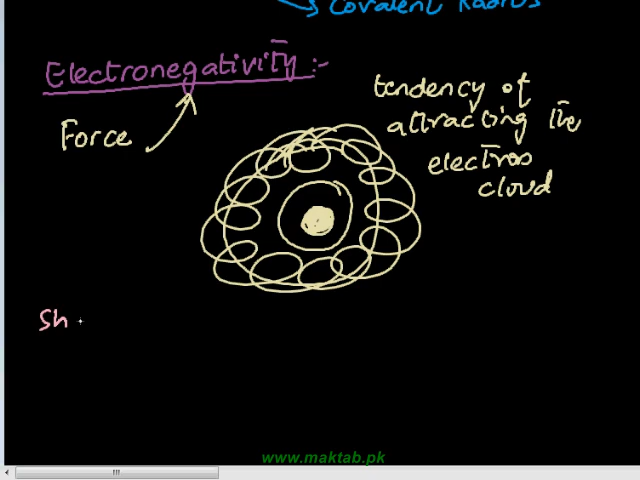 Covalent Radius
Electronegativity :-
Force
tendency of
attracting the
electron
cloud
Sh
www.maktab.pk